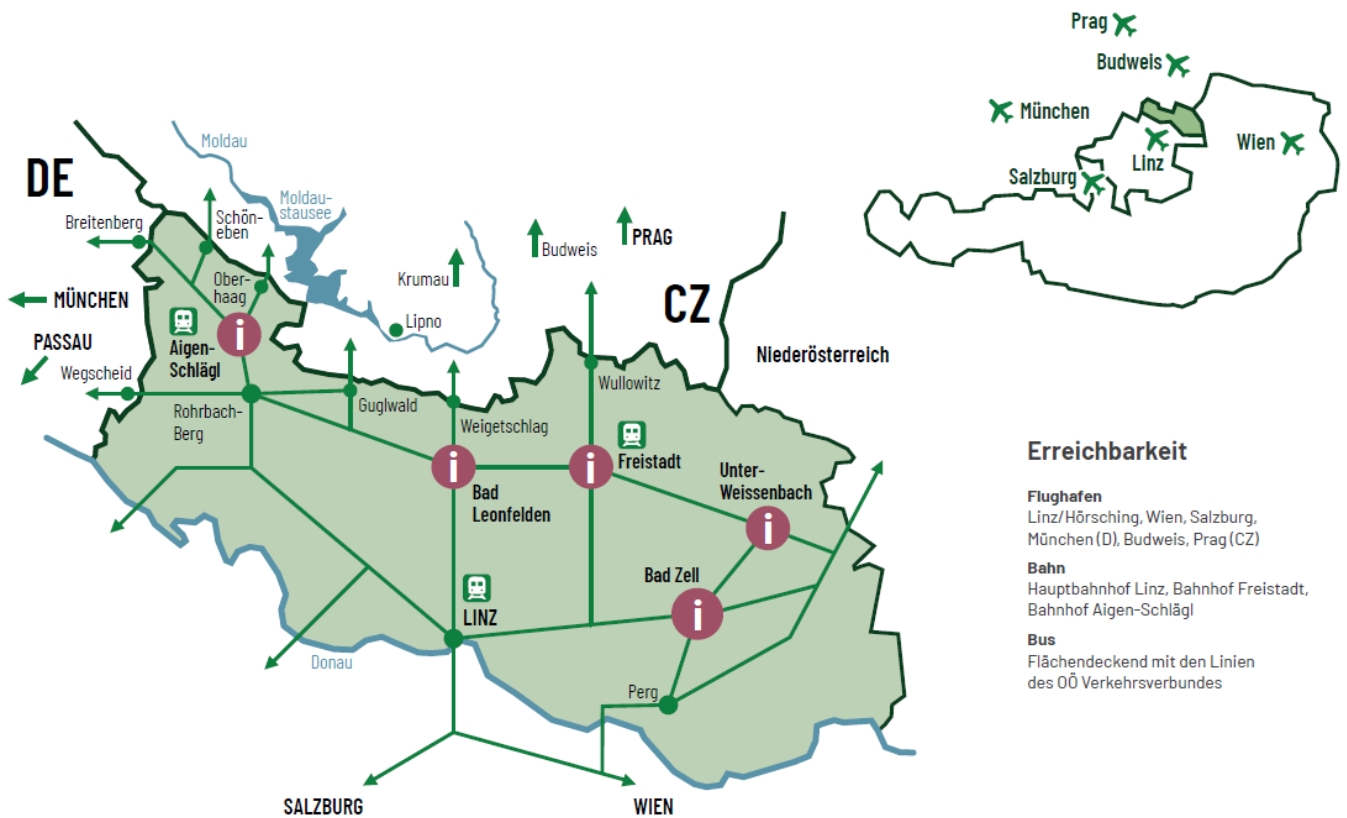 Prag
Budweis
München
Wien
Linz
Salzburg
Moldau
DE
Moldau-
stausee
Breitenberg
Schön-
eben
Budweis
PRAG
Ober-
haag
Krumau
CZ
MÜNCHEN
Lipno
PASSAU
Aigen-
Schlägl
i
Niederösterreich
Wegscheid
Wullowitz
Rohrbach-
Berg
Guglwald
Weigetschlag
i
Bad
Leonfelden
i
Freistadt
Unter-
Weissenbach
i
Bad Zell
i
LINZ
Donau
Perg
SALZBURG
WIEN
Erreichbarkeit
Flughafen
Linz/Hörsching, Wien, Salzburg,
München (D), Budweis, Prag (CZ)
Bahn
Hauptbahnhof Linz, Bahnhof Freistadt,
Bahnhof Aigen-Schlägl
Bus
Flächendeckend mit den Linien
des OÖ Verkehrsverbundes